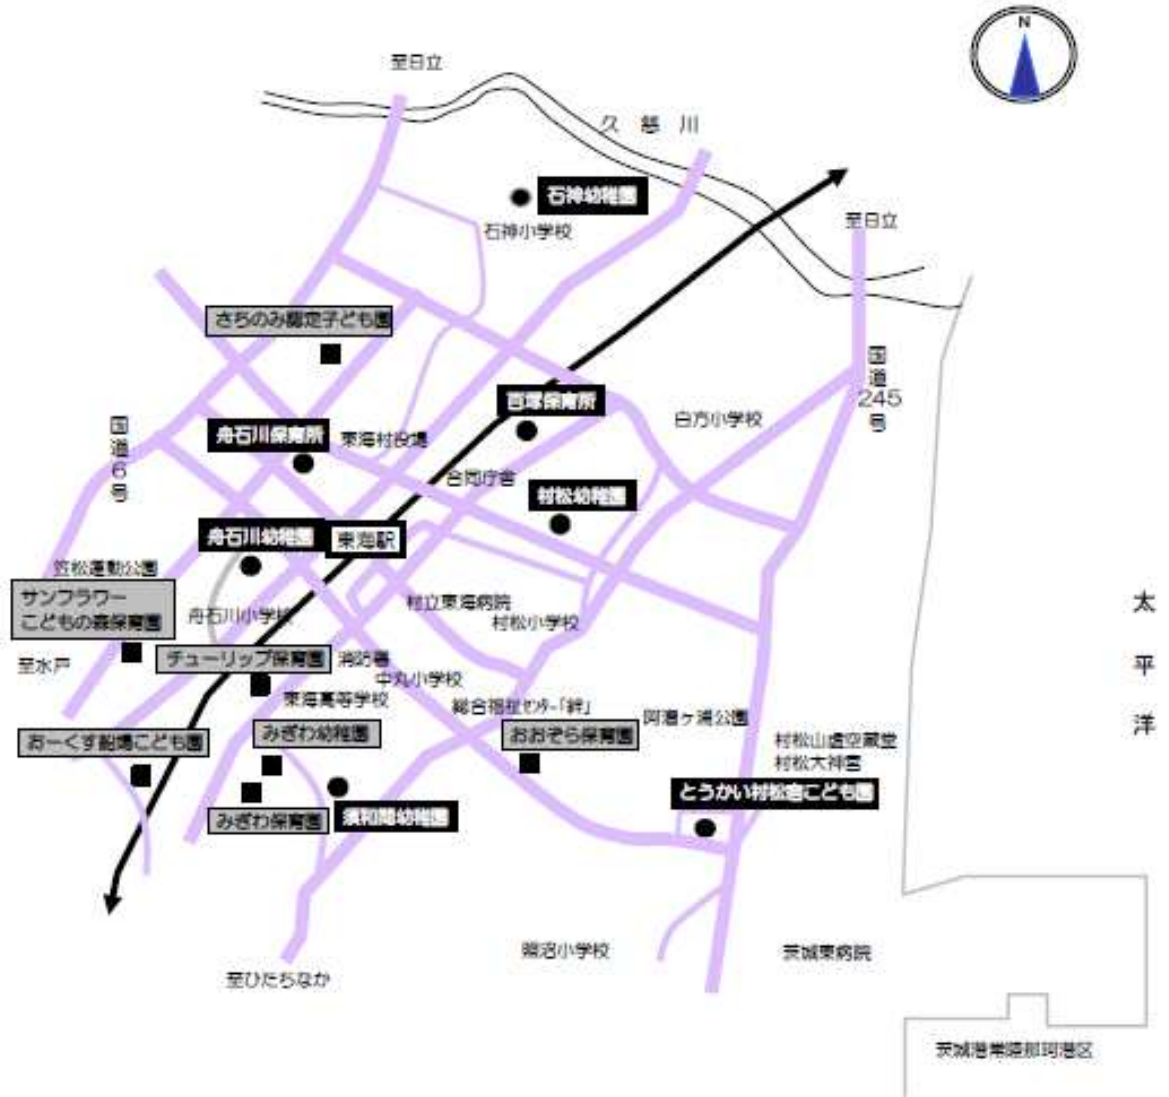 N
至日立
久慈川
石神幼稚園
石神小学校
至日立
さちのみ認定子ども園
国道245号
百塚保育所
白方小学校
舟石川保育所
東海村役場
国道6号
合同庁舎
村松幼稚園
舟石川幼稚園
東海駅
笠松運動公園
サンフラワー
こどもの森保育園
舟石川小学校
村立東海病院
村松小学校
太平洋
至水戸
チューリップ保育園
消防署
中丸小学校
東海高等学校
総合福祉センター「絆」
阿漕ヶ浦公園
おーくす船場こども園
みぎわ幼稚園
おおぞら保育園
村松山虚空蔵堂
村松大神宮
とうかい村松宿こども園
みぎわ保育園
須和間幼稚園
照沼小学校
茨城東病院
至ひたちなか
茨城港常陸那珂港区